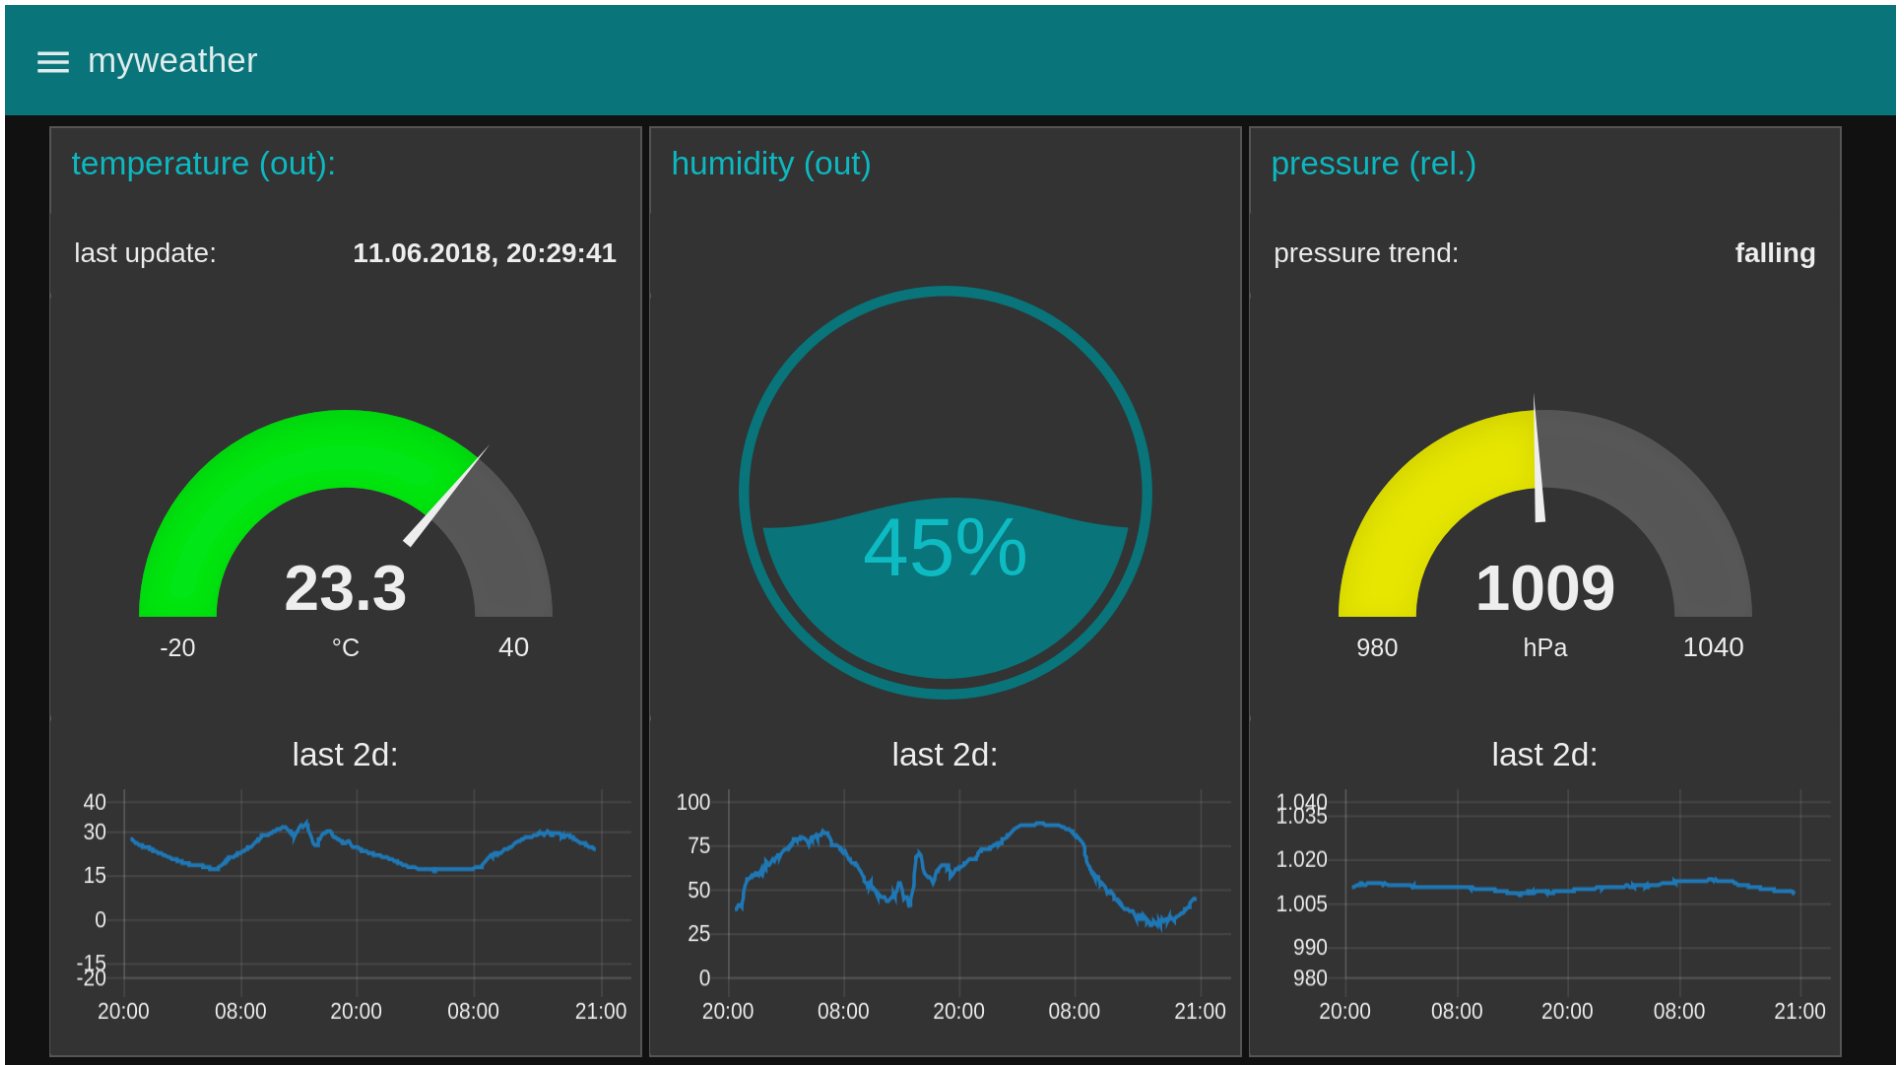 myweather
temperature (out):
last update: 11.06.2018, 20:29:41
23.3
-20 °C 40
last 2d:
40
30
15
0
-15
-20
20:00 08:00 20:00 08:00 21:00
humidity (out)
45%
last 2d:
100
75
50
25
0
20:00 08:00 20:00 08:00 21:00
pressure (rel.)
pressure trend: falling
1009
980 hPa 1040
last 2d:
1.040
1.035
1.020
1.005
990
980
20:00 08:00 20:00 08:00 21:00